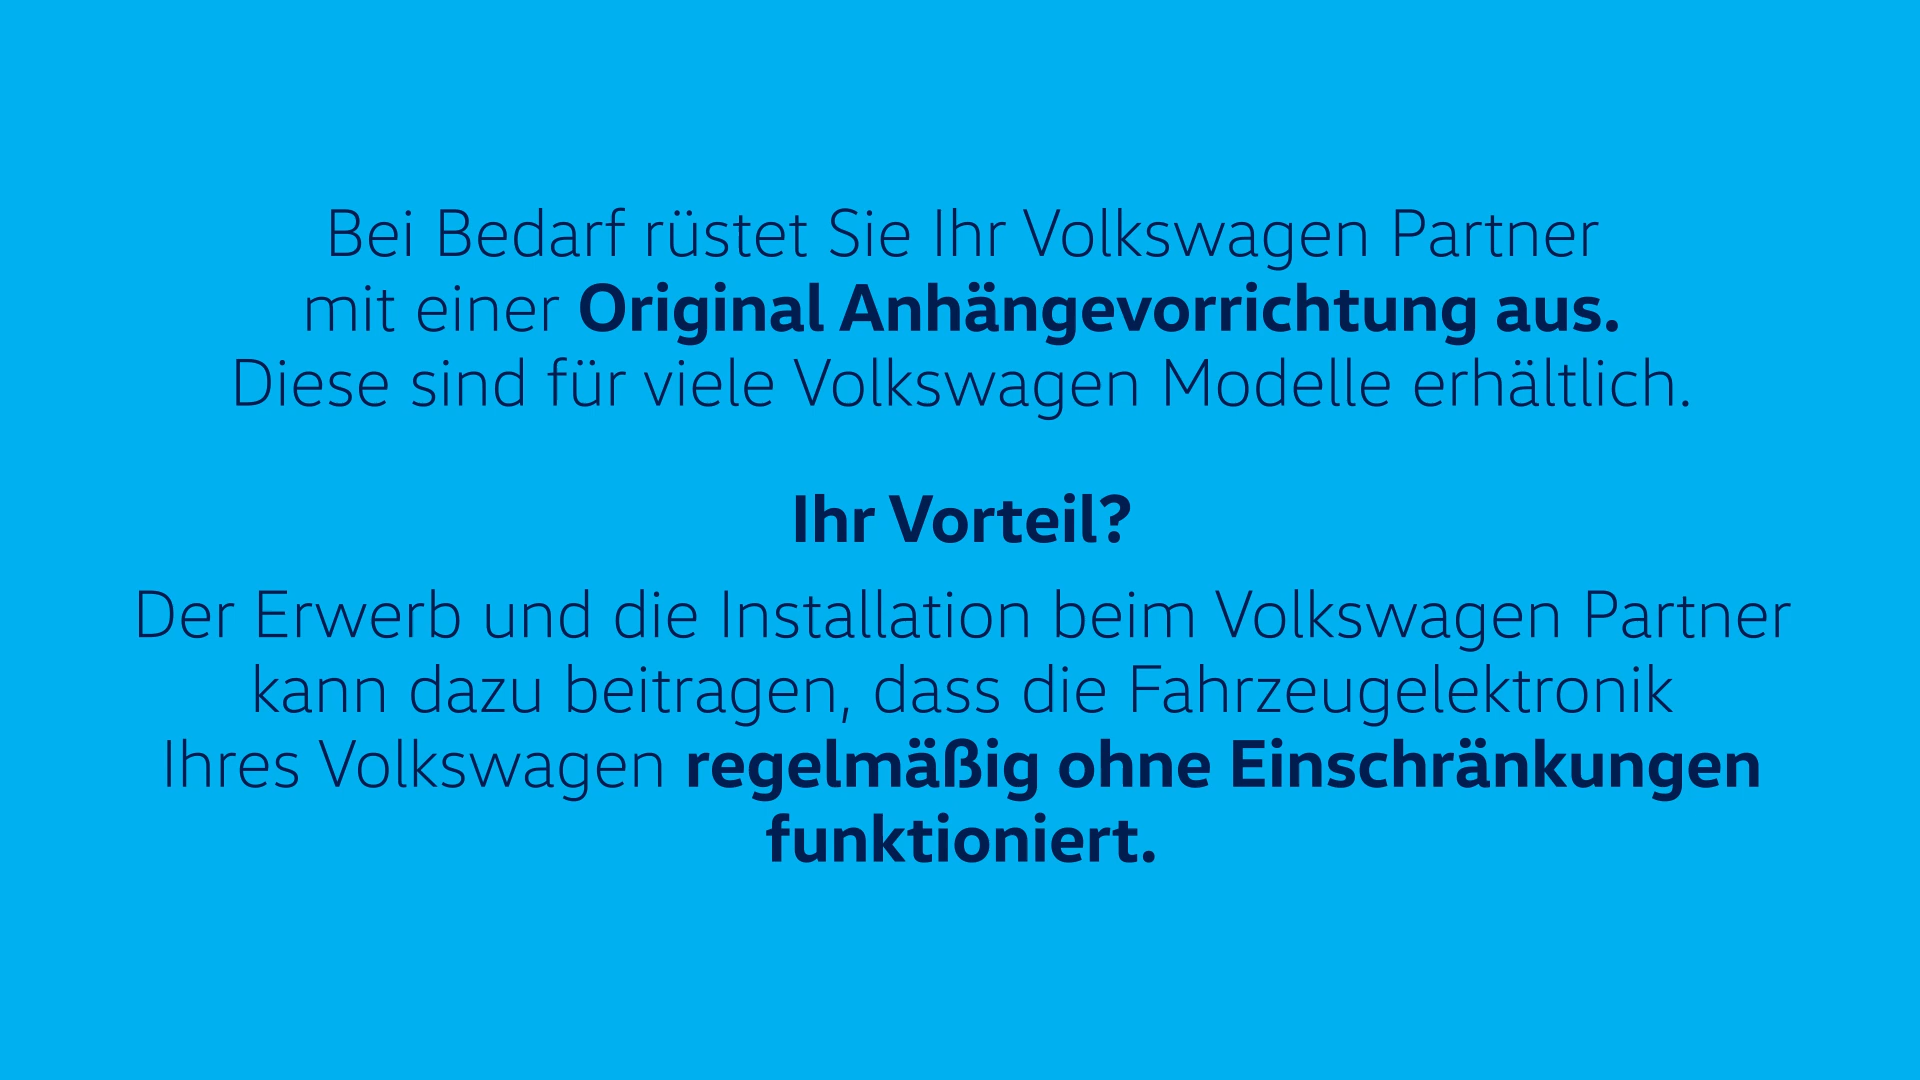 Bei Bedarf rüstet Sie Ihr Volkswagen Partner
mit einer Original Anhängevorrichtung aus.
Diese sind für viele Volkswagen Modelle erhältlich.
Ihr Vorteil?
Der Erwerb und die Installation beim Volkswagen Partner
kann dazu beitragen, dass die Fahrzeugelektronik
Ihres Volkswagen regelmäßig ohne Einschränkungen
funktioniert.